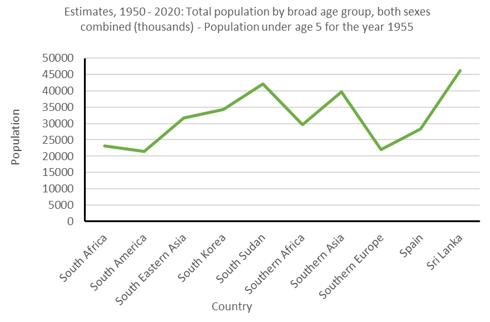 Estimates, 1950 - 2020: Total population by broad age group, both sexes
combined (thousands) - Population under age 5 for the year 1955
50000
45000
40000
35000
30000
25000
20000
15000
10000
5000
0
Population
South Africa
South America
South Eastern Asia
South Korea
South Sudan
Southern Africa
Southern Asia
Southern Europe
Spain
Sri Lanka
Country